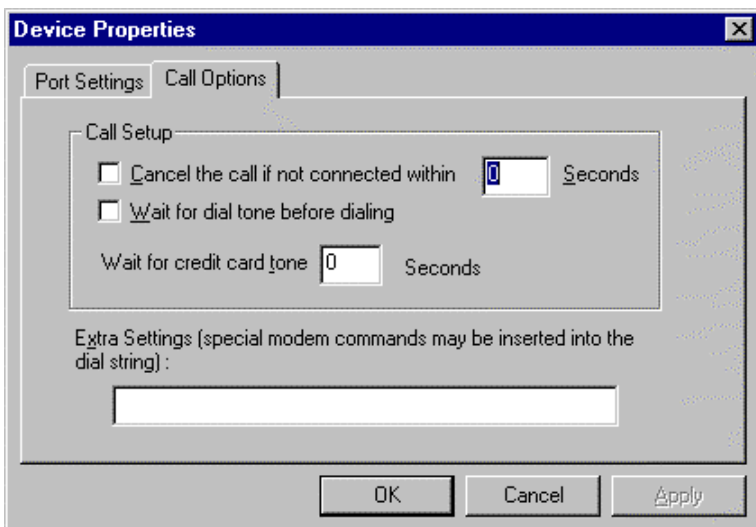 Device Properties
Port Settings Call Options
Call Setup
Cancel the call if not connected within 0 Seconds
Wait for dial tone before dialing
Wait for credit card tone 0 Seconds
Extra Settings (special modem commands may be inserted into the
dial string) :
OK Cancel Apply